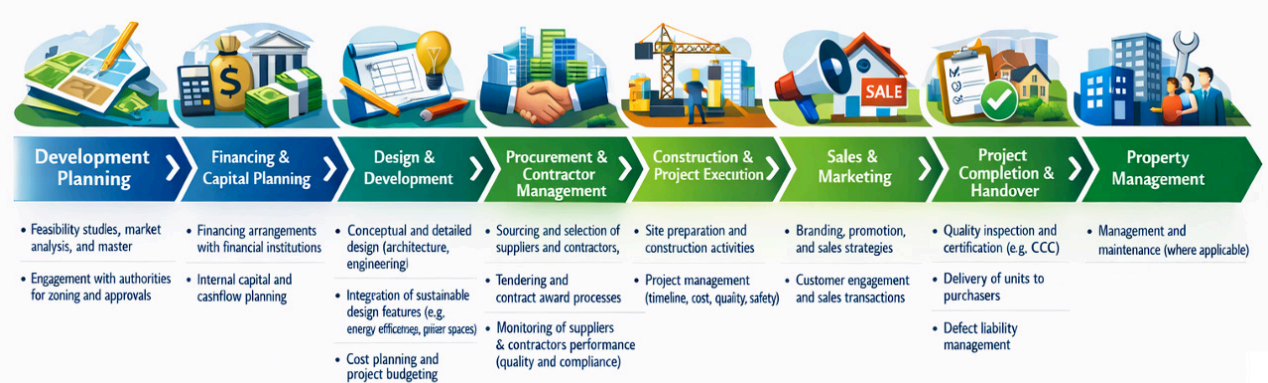 $
SALE
Development
Planning
Financing &
Capital Planning
Design &
Development
Procurement &
Contractor
Management
Construction &
Project Execution
Sales &
Marketing
Project
Completion &
Handover
Property
Management
• Feasibility studies, market
analysis, and master
• Engagement with authorities
for zoning and approvals
• Financing arrangements
with financial institutions
• Internal capital and
cashflow planning
• Conceptual and detailed
design (architecture,
engineering)
• Integration of sustainable
design features (e.g.
energy spaces)
• Cost planning and
project budgeting
• Sourcing and selection of
suppliers and contractors,
• Tendering and
contract award processes
• Monitoring of suppliers
& contractors performance
(quality and compliance)
• Site preparation and
construction activities
• Project management
(timeline, cost, quality, safety)
• Branding, promotion,
and sales strategies
• Customer engagement
and sales transactions
• Quality inspection and
certification (e.g. CCC)
• Delivery of units to
purchasers
• Defect liability
management
• Management and
maintenance (where applicable)